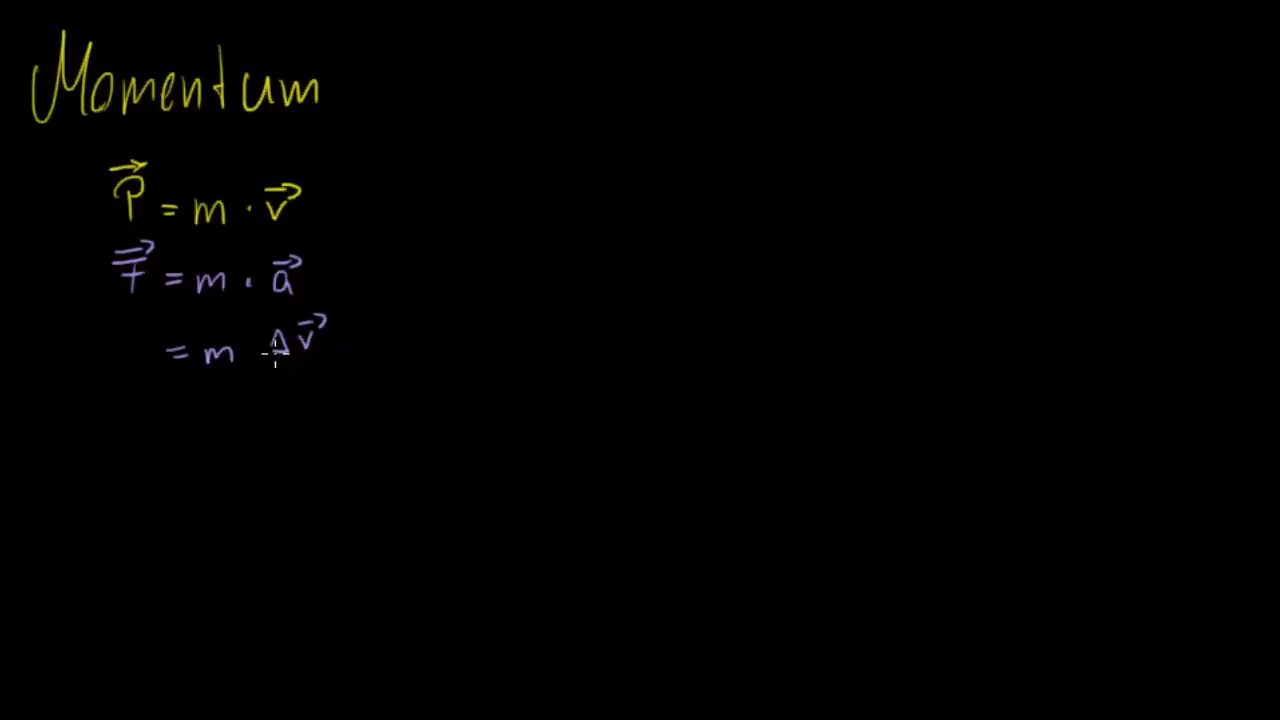 Momentum
P⃗ = m · v⃗
F⃗ = m · a⃗
= m Δv⃗